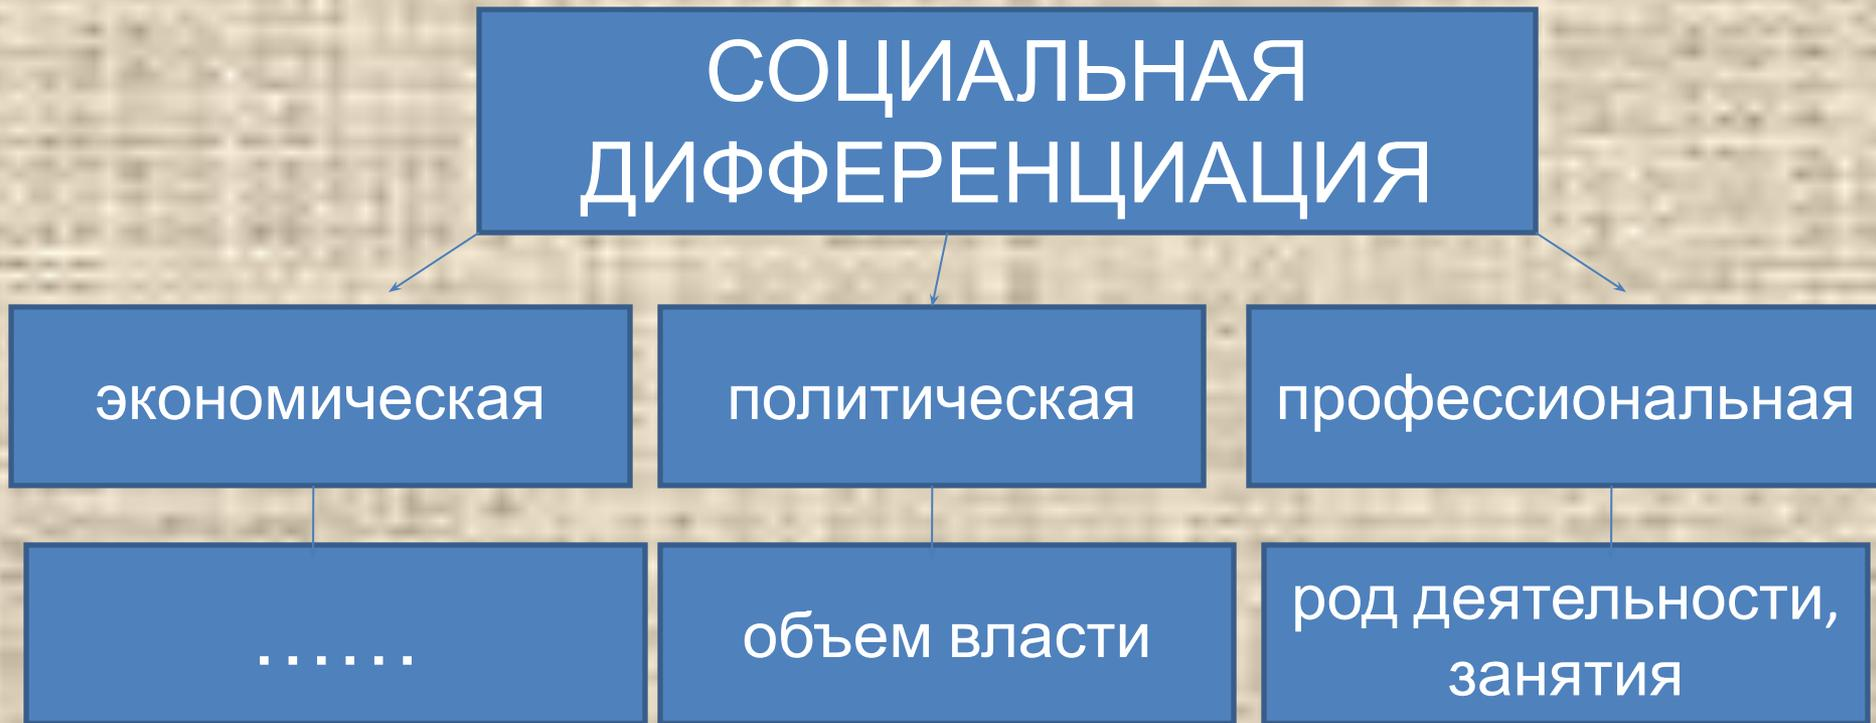 СОЦИАЛЬНАЯ
ДИФФЕРЕНЦИАЦИЯ
экономическая
политическая
профессиональная
……
объем власти
род деятельности,
занятия